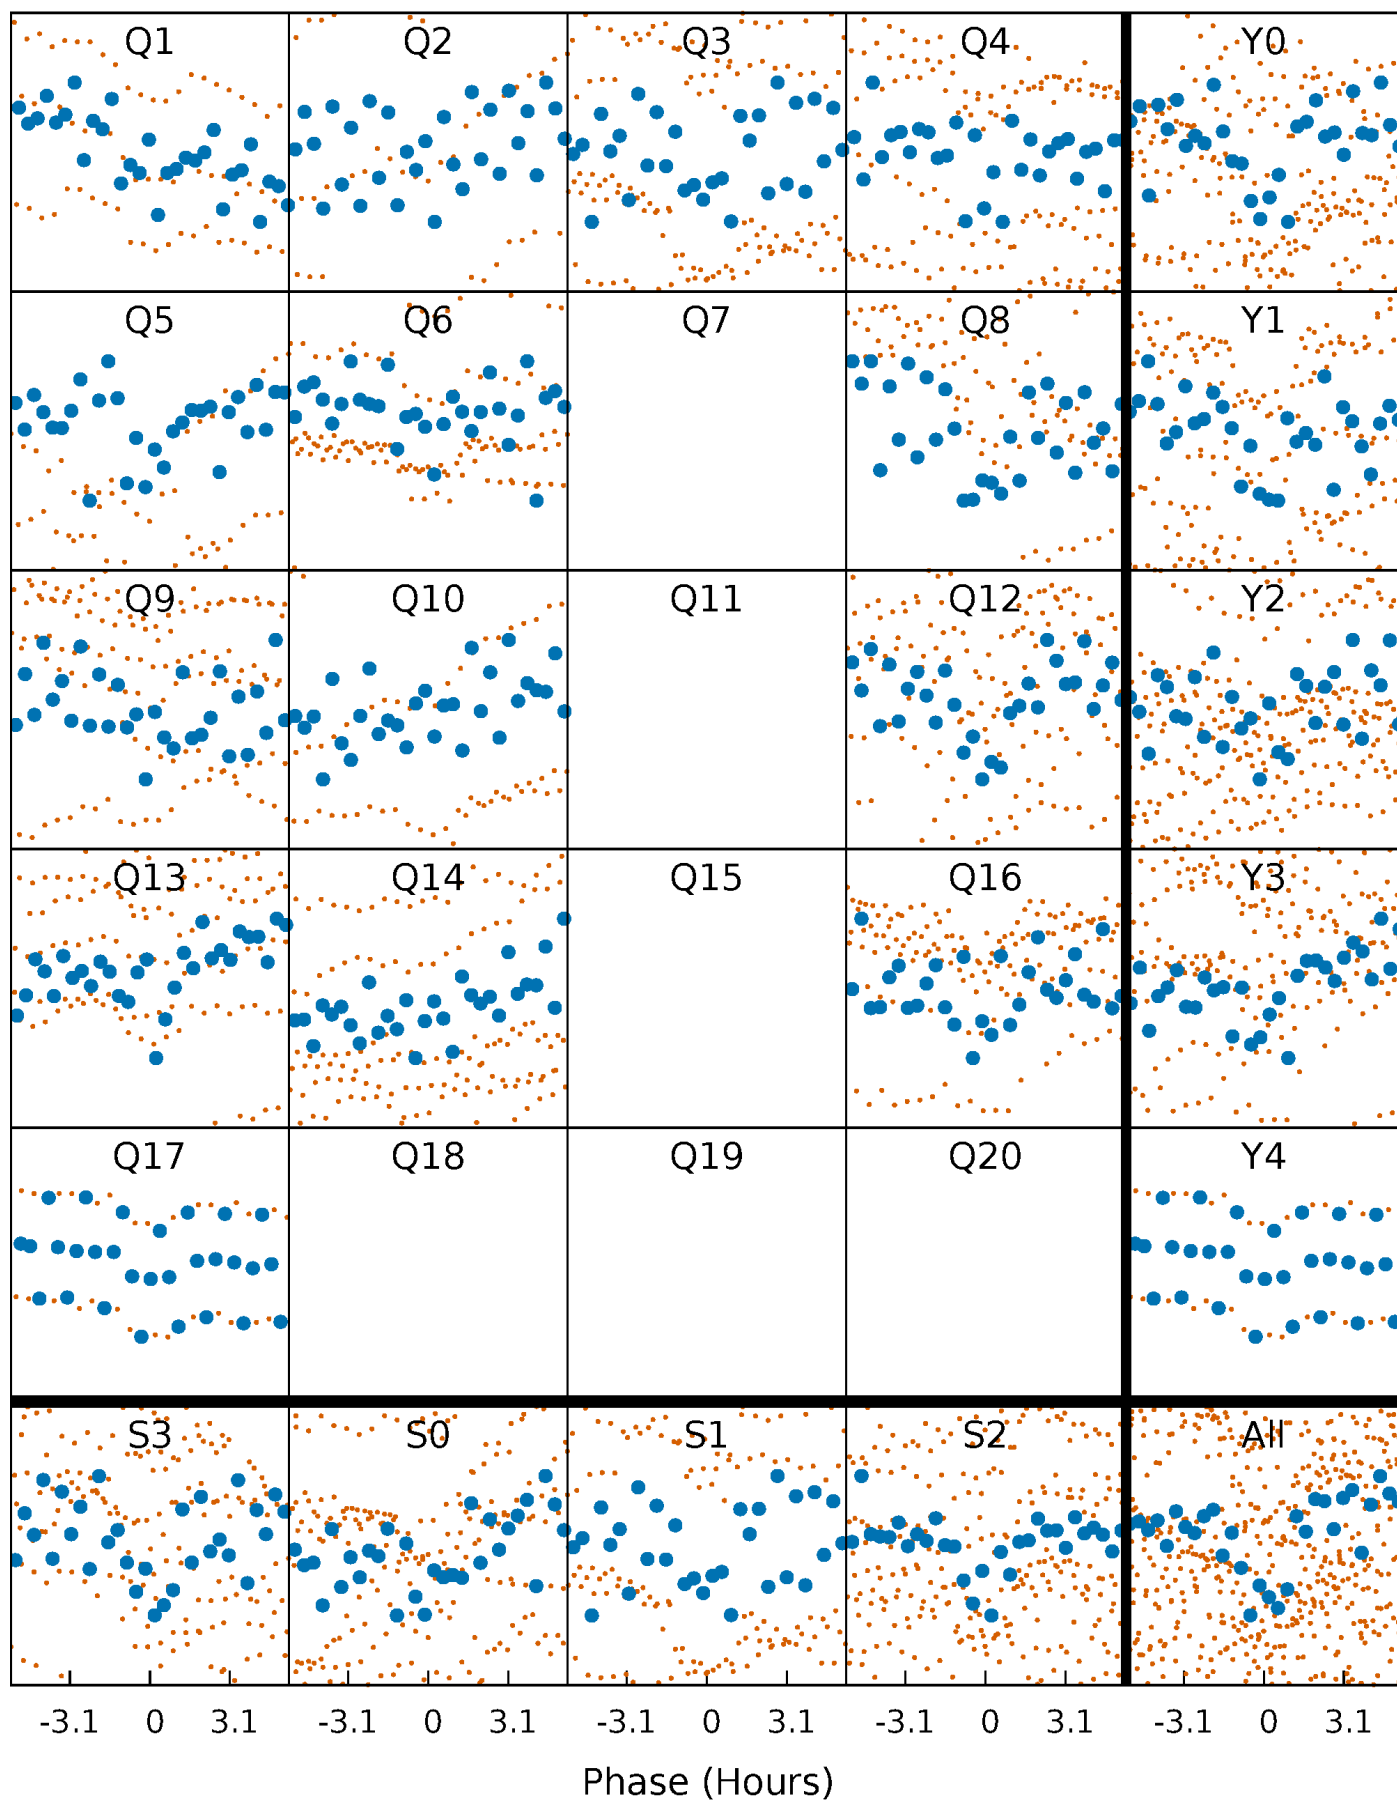 Q1 Q2 Q3 Q4 Y0
Q5 Q6 Q7 Q8 Y1
Q9 Q10 Q11 Q12 Y2
Q13 Q14 Q15 Q16 Y3
Q17 Q18 Q19 Q20 Y4
S3 S0 S1 S2 All
-3.1 0 3.1 -3.1 0 3.1 -3.1 0 3.1 -3.1 0 3.1 -3.1 0 3.1
Phase (Hours)